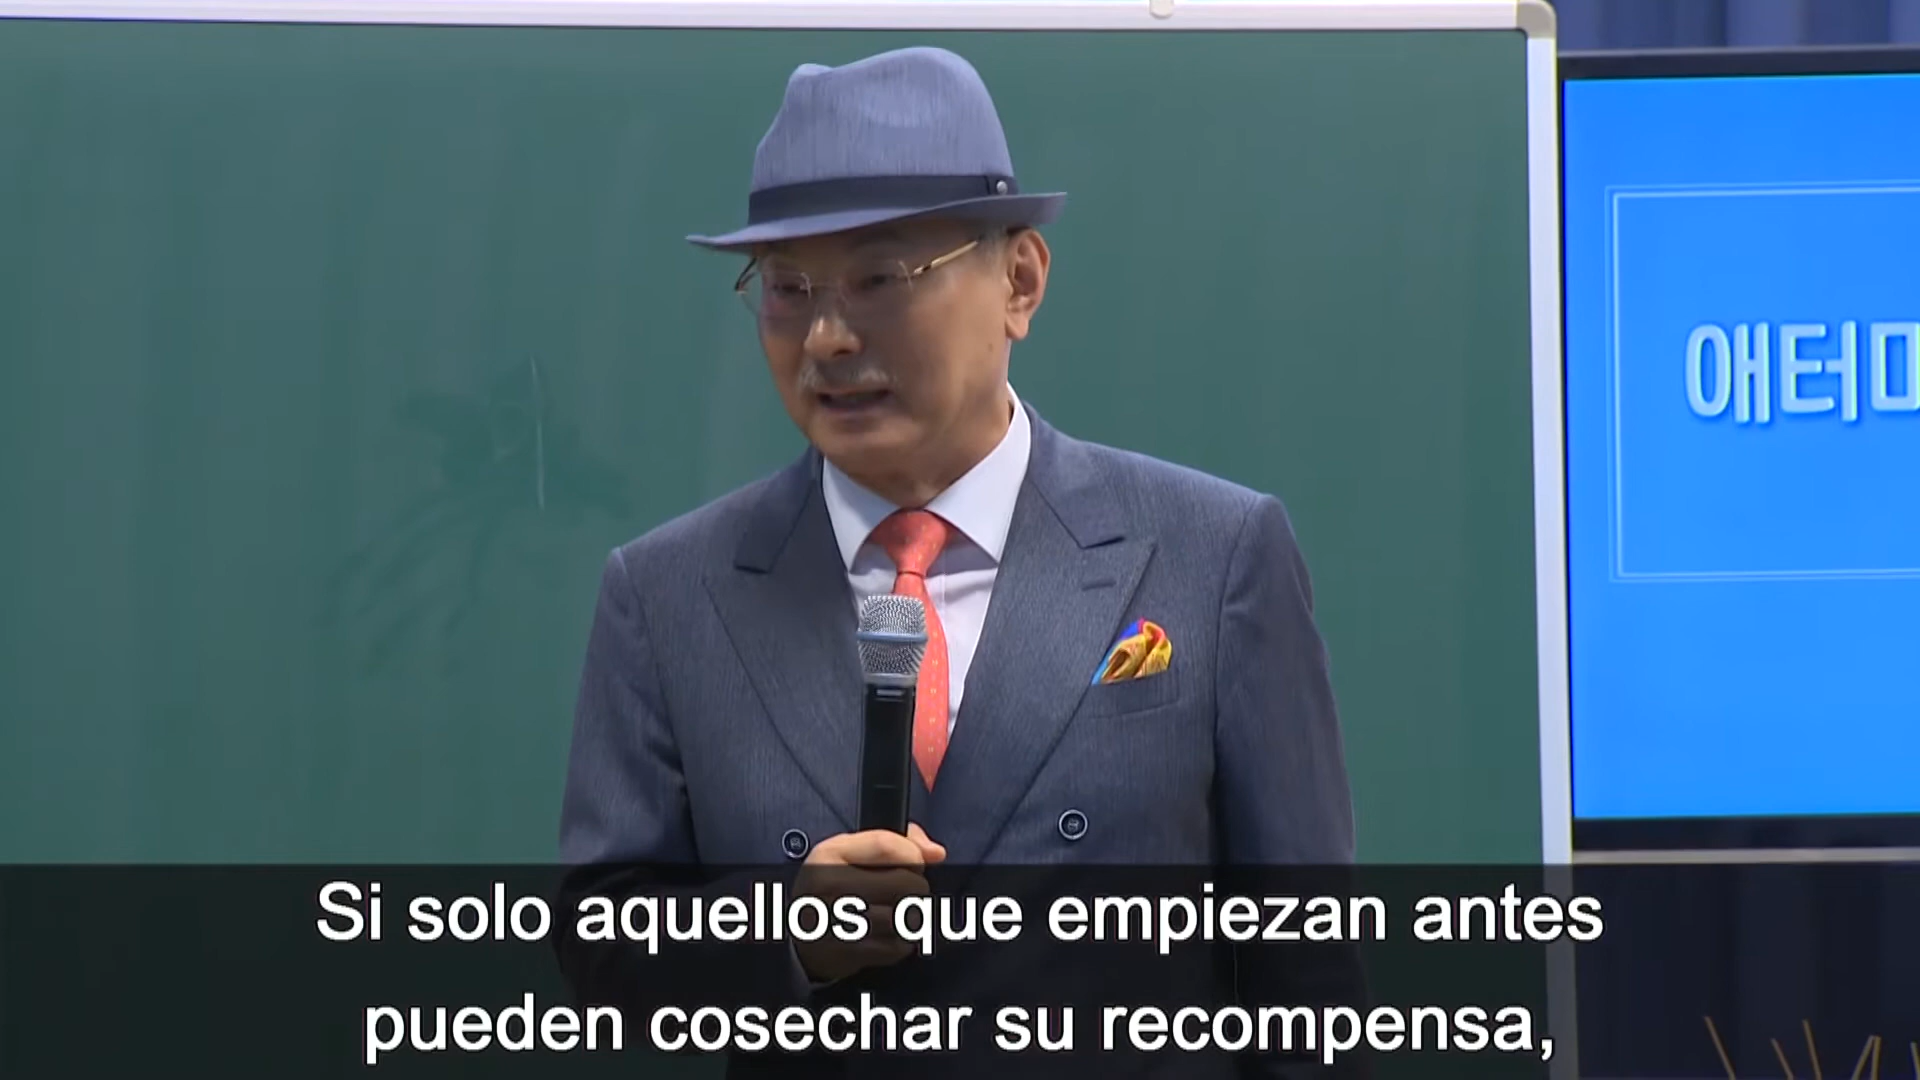 애터미
Si solo aquellos que empiezan antes
pueden cosechar su recompensa,